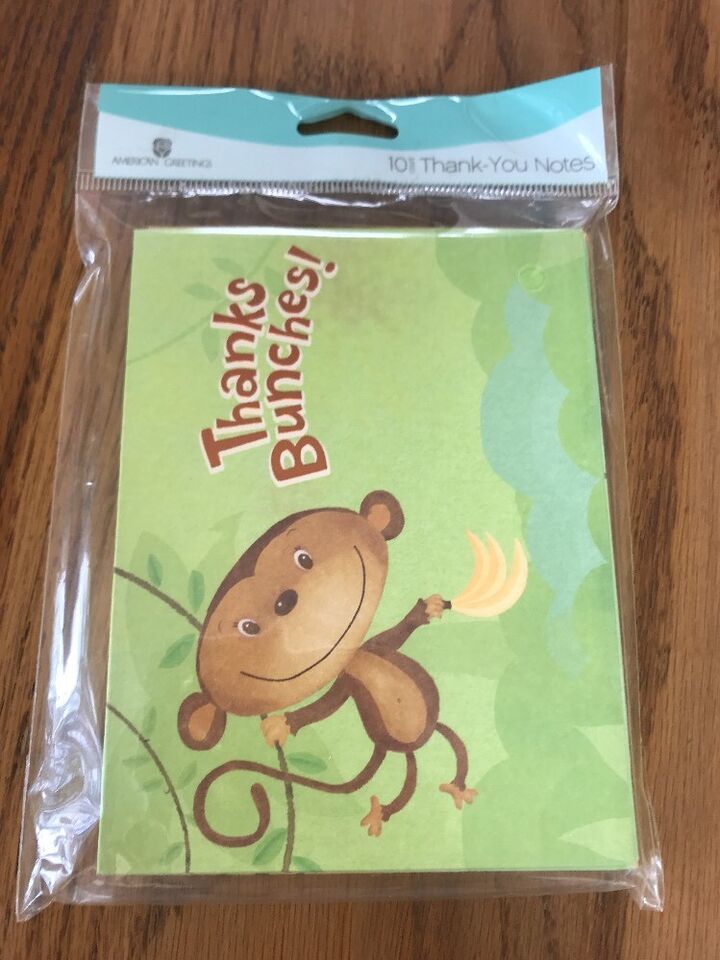 AMERICAN GREETINGS
10 Thank-You Notes
Thanks
Bunches!